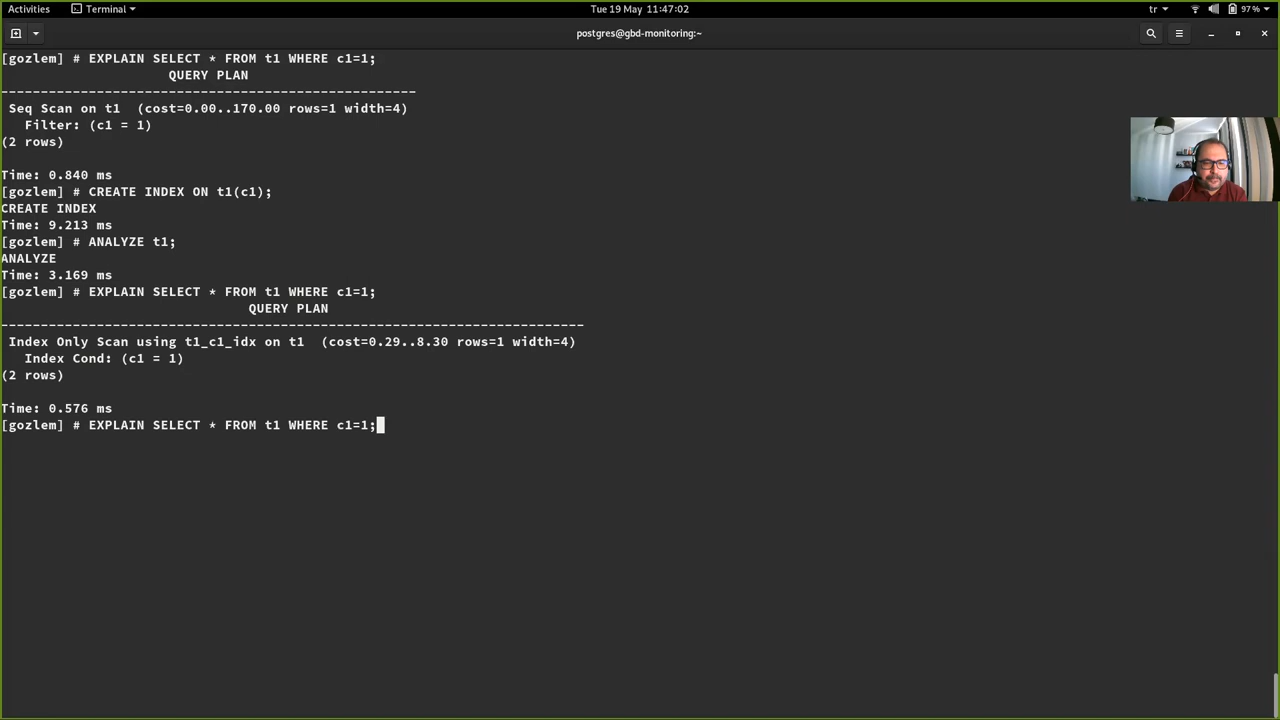 Activities Terminal Tue 19 May 11:47:02 tr 97%
postgres@gbd-monitoring:~
[gozlem] # EXPLAIN SELECT * FROM t1 WHERE c1=1;
QUERY PLAN
----------------------------------------------------
Seq Scan on t1  (cost=0.00..170.00 rows=1 width=4)
Filter: (c1 = 1)
(2 rows)
Time: 0.840 ms
[gozlem] # CREATE INDEX ON t1(c1);
CREATE INDEX
Time: 9.213 ms
[gozlem] # ANALYZE t1;
ANALYZE
Time: 3.169 ms
[gozlem] # EXPLAIN SELECT * FROM t1 WHERE c1=1;
QUERY PLAN
-------------------------------------------------------------------------
Index Only Scan using t1_c1_idx on t1  (cost=0.29..8.30 rows=1 width=4)
Index Cond: (c1 = 1)
(2 rows)
Time: 0.576 ms
[gozlem] # EXPLAIN SELECT * FROM t1 WHERE c1=1;